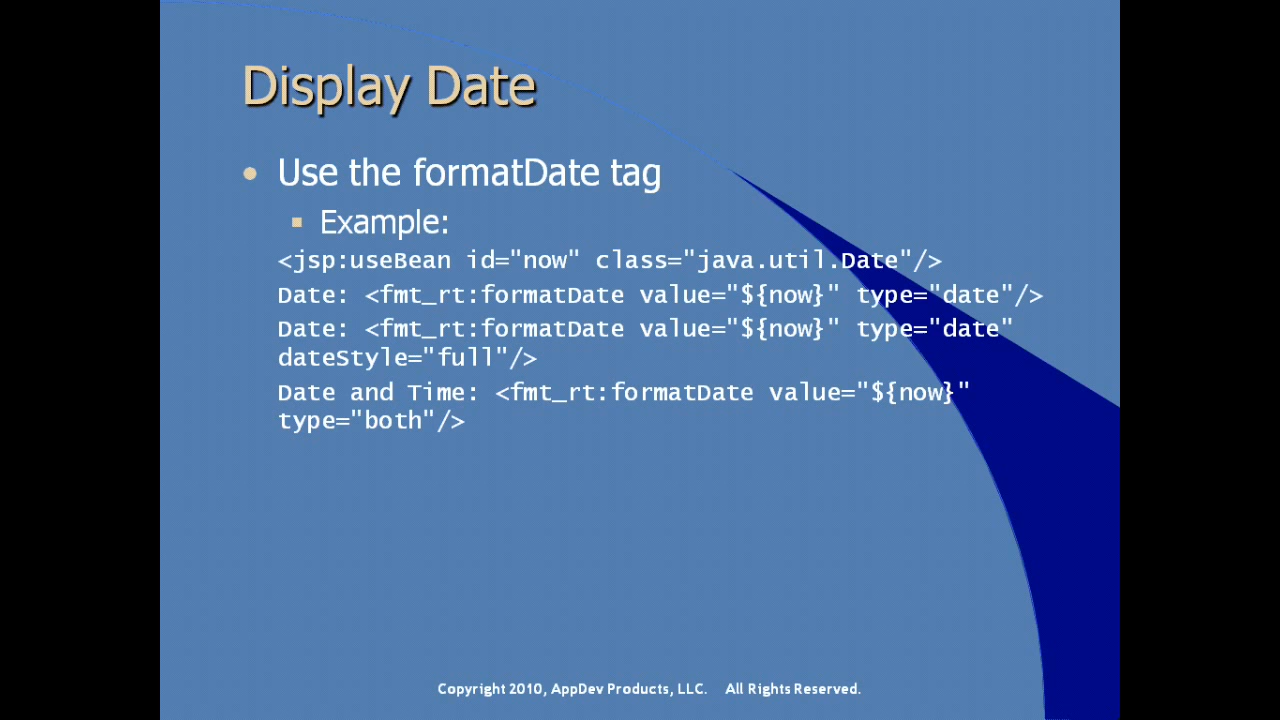 Display Date
• Use the formatDate tag
▪ Example:
<jsp:useBean id="now" class="java.util.Date"/>
Date: <fmt_rt:formatDate value="${now}" type="date"/>
Date: <fmt_rt:formatDate value="${now}" type="date"
dateStyle="full"/>
Date and Time: <fmt_rt:formatDate value="${now}"
type="both"/>
Copyright 2010, AppDev Products, LLC. All Rights Reserved.